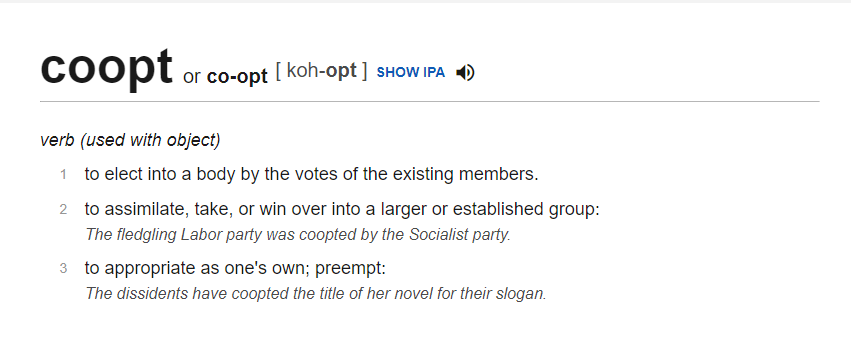 coopt or co-opt [ koh-opt ] SHOW IPA
verb (used with object)
1 to elect into a body by the votes of the existing members.
2 to assimilate, take, or win over into a larger or established group:
The fledgling Labor party was coopted by the Socialist party.
3 to appropriate as one's own; preempt:
The dissidents have coopted the title of her novel for their slogan.